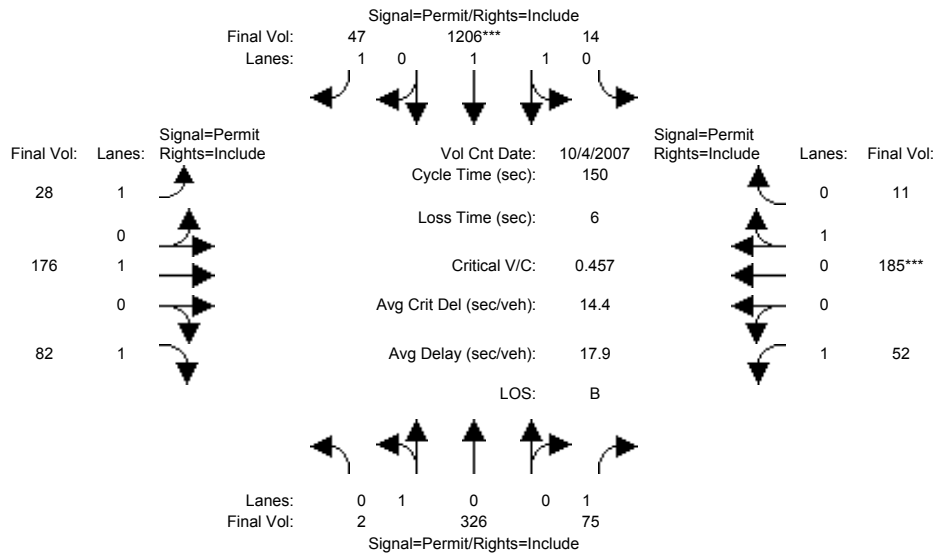 Signal=Permit/Rights=Include
Final Vol: 47 1206*** 14
Lanes: 1 0 1 1 0
Signal=Permit Signal=Permit
Final Vol: Lanes: Rights=Include Vol Cnt Date: 10/4/2007 Rights=Include Lanes: Final Vol:
28 1 Cycle Time (sec): 150 0 11
Loss Time (sec): 6
0 1
176 1 Critical V/C: 0.457 0 185***
0 Avg Crit Del (sec/veh): 14.4 0
82 1 Avg Delay (sec/veh): 17.9 1 52
LOS: B
Lanes: 0 1 0 0 1
Final Vol: 2 326 75
Signal=Permit/Rights=Include